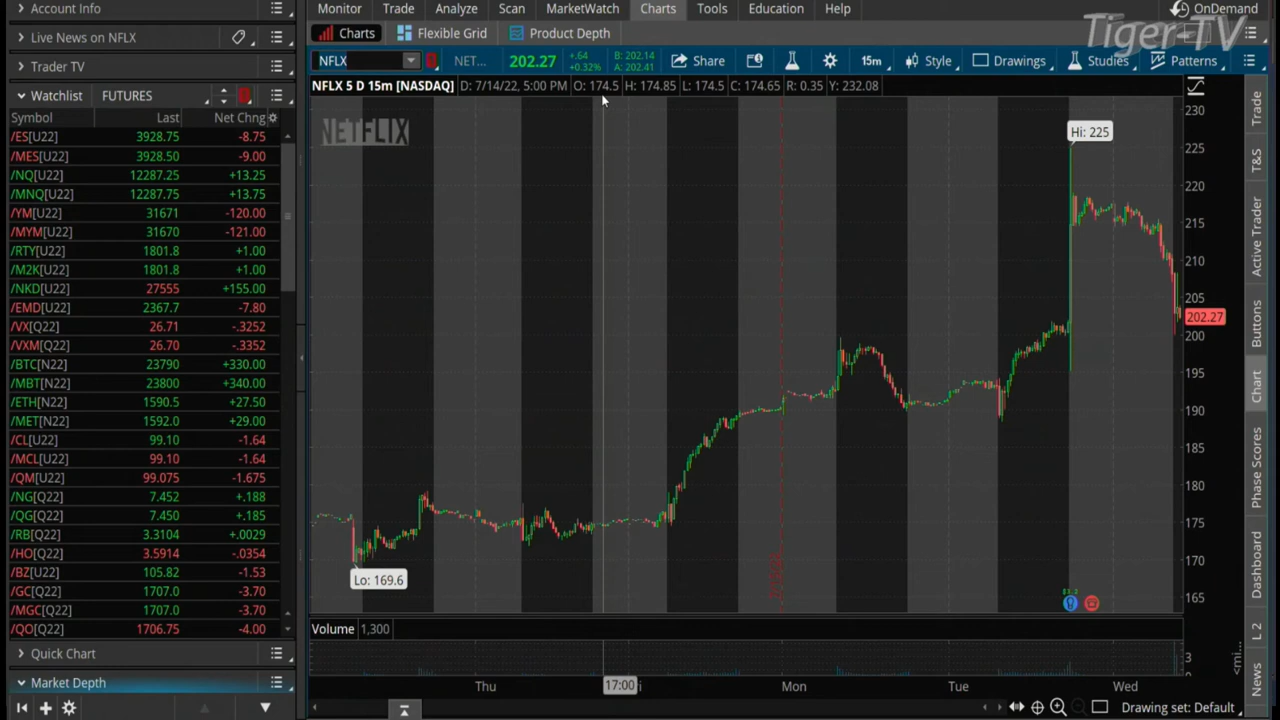 Account Info
Live News on NFLX
Trader TV
Watchlist FUTURES
Symbol Last Net Chng
/ES[U22] 3928.75 -8.75
/MES[U22] 3928.50 -9.00
/NQ[U22] 12287.25 +13.25
/MNQ[U22] 12287.75 +13.75
/YM[U22] 31671 -120.00
/MYM[U22] 31670 -121.00
/RTY[U22] 1801.8 +1.00
/M2K[U22] 1801.8 +1.00
/NKD[U22] 27555 +155.00
/EMD[U22] 2367.7 -7.80
/VX[Q22] 26.71 -.3252
/VXM[Q22] 26.70 -.3352
/BTC[N22] 23790 +330.00
/MBT[N22] 23800 +340.00
/ETH[N22] 1590.5 +27.50
/MET[N22] 1592.0 +29.00
/CL[U22] 99.10 -1.64
/MCL[U22] 99.10 -1.64
/QM[U22] 99.075 -1.675
/NG[Q22] 7.452 +.188
/QG[Q22] 7.450 +.185
/RB[Q22] 3.3104 +.0029
/HO[Q22] 3.5914 -.0354
/BZ[U22] 105.82 -1.53
/GC[Q22] 1707.0 -3.70
/MGC[Q22] 1707.0 -3.70
/QO[Q22] 1706.75 -4.00
Quick Chart
Market Depth
Monitor Trade Analyze Scan MarketWatch Charts Tools Education Help OnDemand
Tiger-TV
Charts Flexible Grid Product Depth
NFLX NET... 202.27 +.64 +0.32% B: 202.14 A: 202.41 Share 15m Style Drawings Studies Patterns
NFLX 5 D 15m [NASDAQ] D: 7/14/22, 5:00 PM O: 174.5 H: 174.85 L: 174.5 C: 174.65 R: 0.35 Y: 232.08
NETFLIX
Hi: 225
Lo: 169.6
230
225
220
215
210
205
202.27
200
195
190
185
180
175
170
165
Volume 1,300
3
<mi...
Thu 17:00 Mon Tue Wed
Drawing set: Default
Trade
T&S
Active Trader
Buttons
Chart
Phase Scores
Dashboard
L 2
News